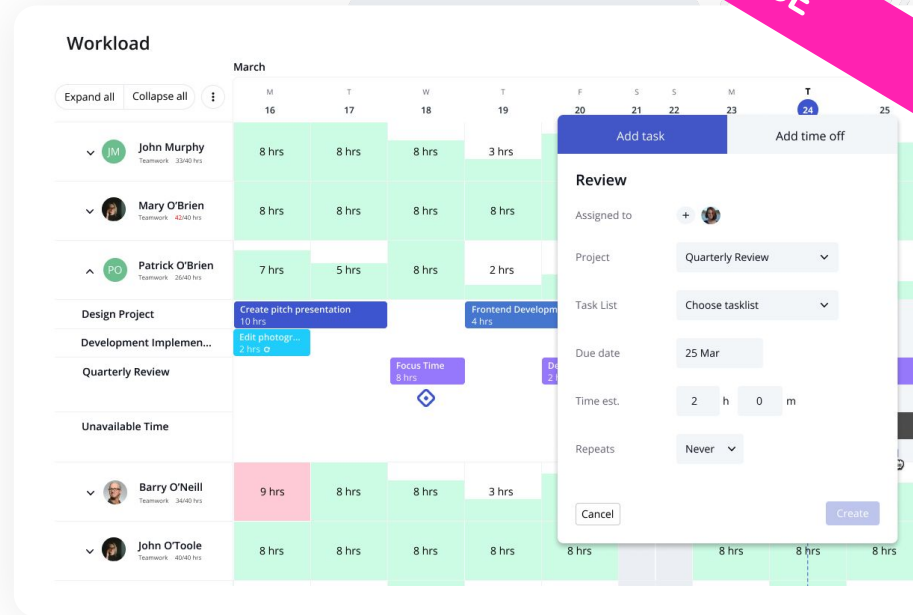 Workload
March
Expand all Collapse all
M T W T F S S M T
16 17 18 19 20 21 22 23 24 25
JM John Murphy
Teamwork 33/40 hrs
8 hrs 8 hrs 8 hrs 3 hrs
Mary O'Brien
Teamwork 42/40 hrs
8 hrs 8 hrs 8 hrs 8 hrs
PO Patrick O'Brien
Teamwork 26/40 hrs
7 hrs 5 hrs 8 hrs 2 hrs
Design Project
Create pitch presentation
10 hrs
Frontend Developm
4 hrs
Development Implemen...
Edit photogr...
2 hrs
Quarterly Review
Focus Time
8 hrs
De
2 h
Unavailable Time
Barry O'Neill
Teamwork 34/40 hrs
9 hrs 8 hrs 8 hrs 3 hrs
John O'Toole
Teamwork 40/40 hrs
8 hrs 8 hrs 8 hrs 8 hrs 8 hrs 8 hrs 8 hrs 8 hrs
Add task Add time off
Review
Assigned to +
Project Quarterly Review
Task List Choose tasklist
Due date 25 Mar
Time est. 2 h 0 m
Repeats Never
Cancel Create